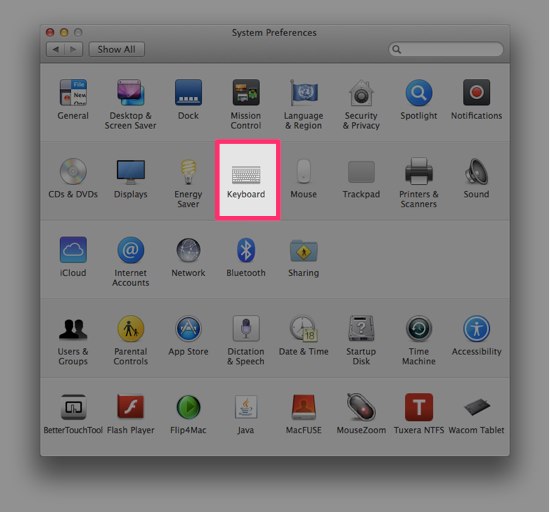 System Preferences
Show All
General
Desktop &
Screen Saver
Dock
Mission
Control
Language
& Region
Security
& Privacy
Spotlight
Notifications
CDs & DVDs
Displays
Energy
Saver
Keyboard
Mouse
Trackpad
Printers &
Scanners
Sound
iCloud
Internet
Accounts
Network
Bluetooth
Sharing
Users &
Groups
Parental
Controls
App Store
Dictation
& Speech
Date & Time
Startup
Disk
Time
Machine
Accessibility
BetterTouchTool
Flash Player
Flip4Mac
Java
MacFUSE
MouseZoom
Tuxera NTFS
Wacom Tablet